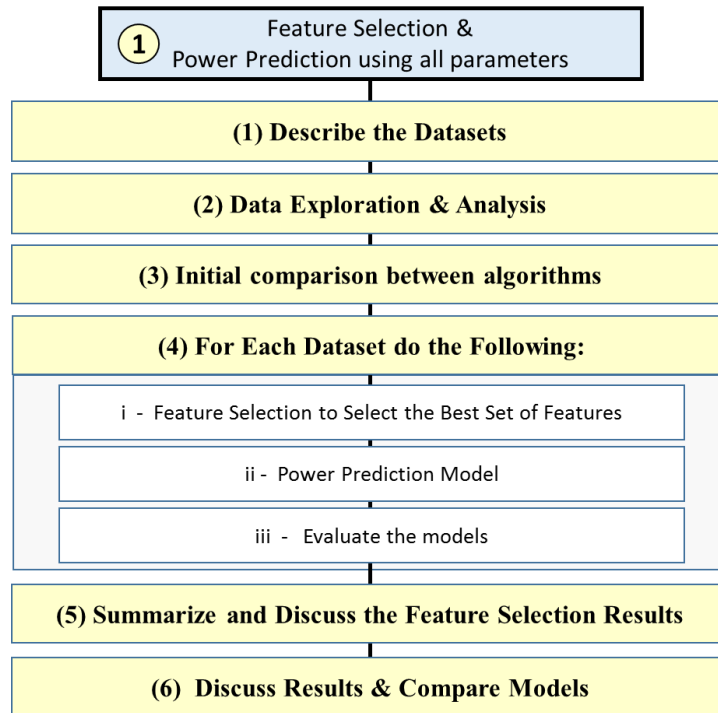 1
Feature Selection &
Power Prediction using all parameters
(1) Describe the Datasets
(2) Data Exploration & Analysis
(3) Initial comparison between algorithms
(4) For Each Dataset do the Following:
i - Feature Selection to Select the Best Set of Features
ii - Power Prediction Model
iii - Evaluate the models
(5) Summarize and Discuss the Feature Selection Results
(6) Discuss Results & Compare Models